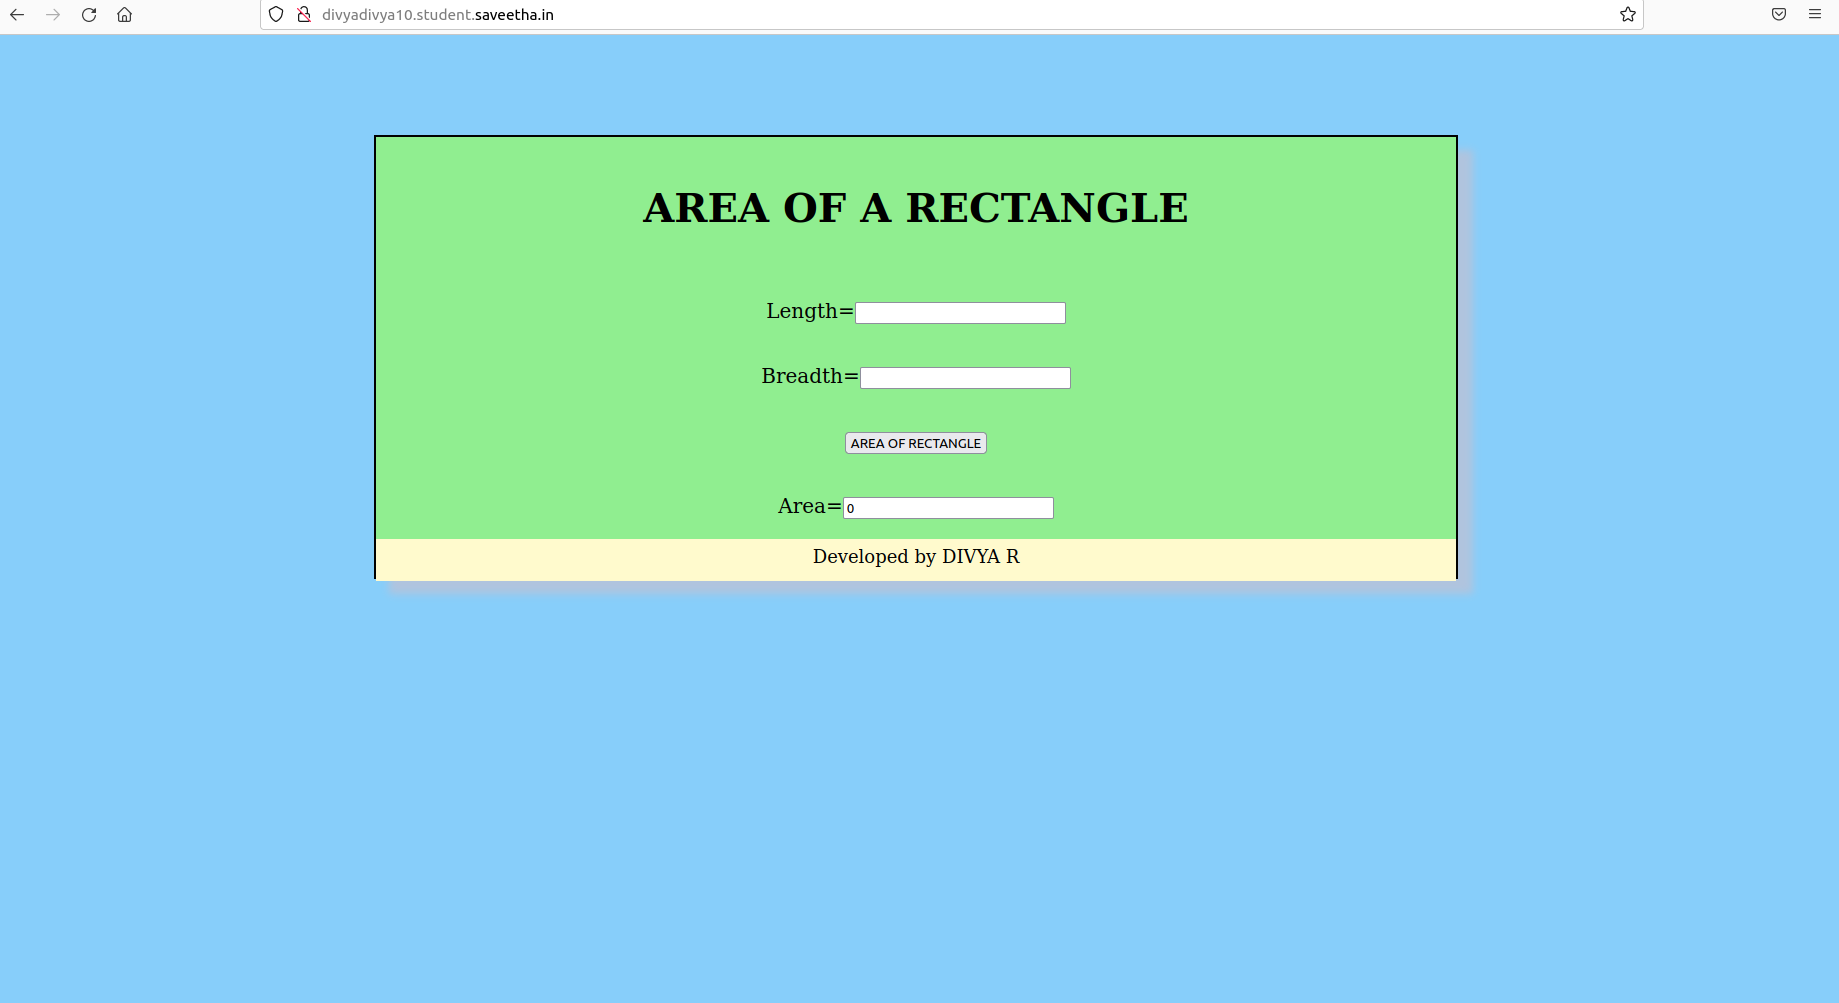 divyadivya10.student.saveetha.in
AREA OF A RECTANGLE
Length=
Breadth=
AREA OF RECTANGLE
Area=0
Developed by DIVYA R